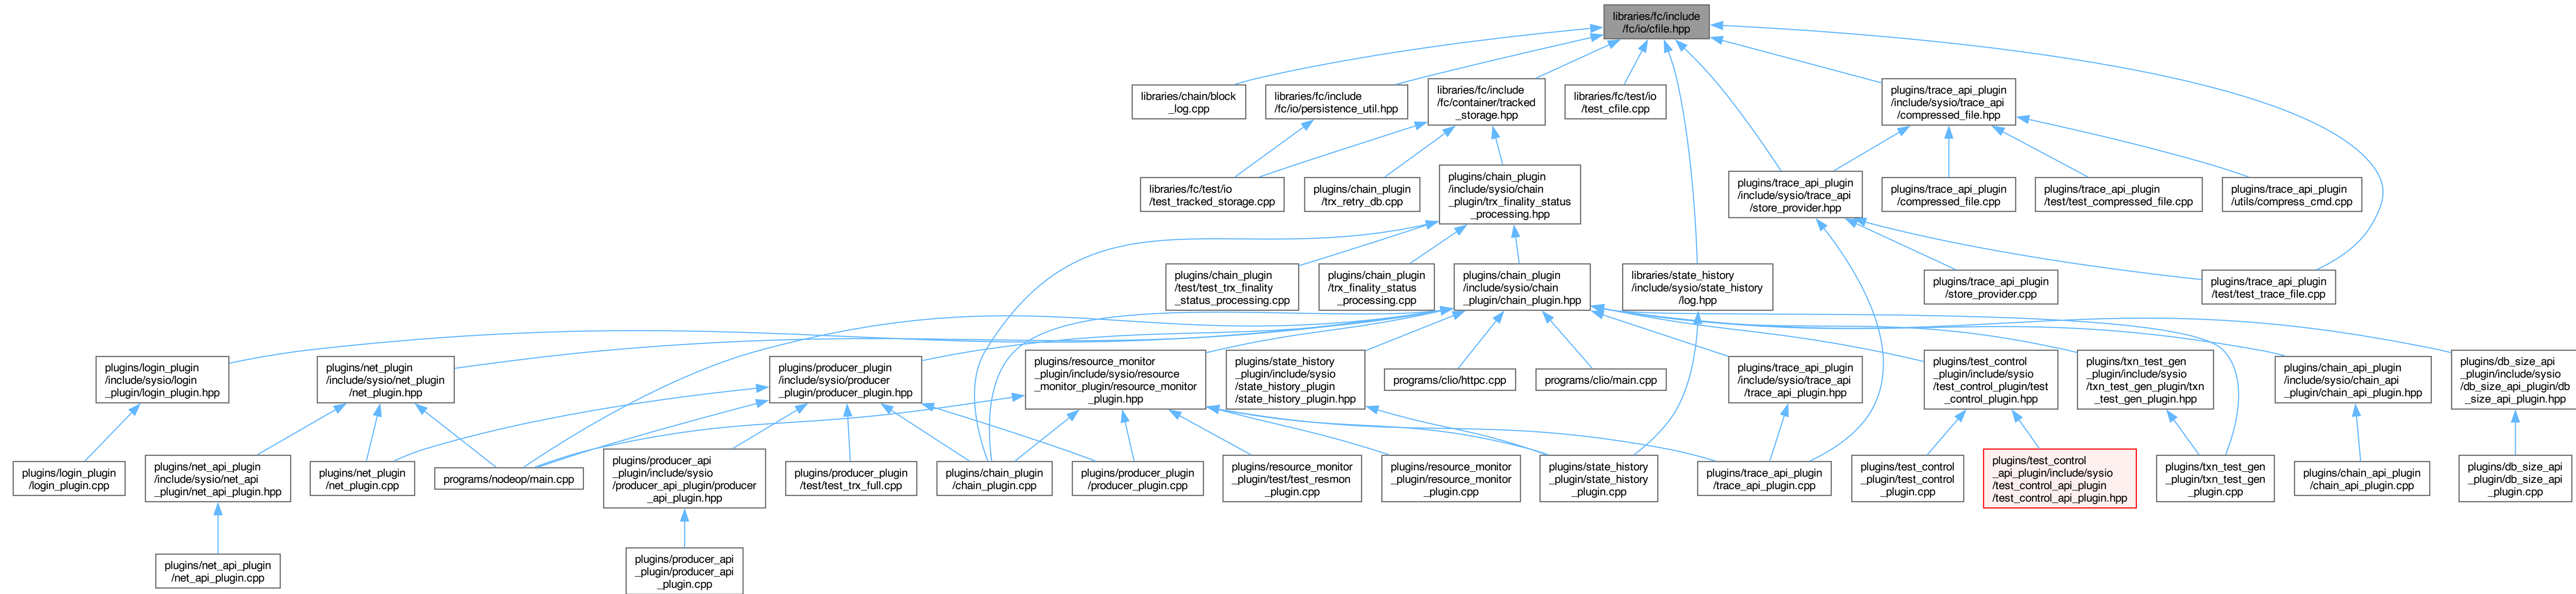 libraries/fc/include
/fc/io/cfile.hpp
libraries/chain/block
_log.cpp
libraries/fc/include
/fc/io/persistence_util.hpp
libraries/fc/include
/fc/container/tracked
_storage.hpp
libraries/fc/test/io
/test_cfile.cpp
plugins/trace_api_plugin
/include/sysio/trace_api
/compressed_file.hpp
libraries/fc/test/io
/test_tracked_storage.cpp
plugins/chain_plugin
/trx_retry_db.cpp
plugins/chain_plugin
/include/sysio/chain
_plugin/trx_finality_status
_processing.hpp
plugins/trace_api_plugin
/include/sysio/trace_api
/store_provider.hpp
plugins/trace_api_plugin
/compressed_file.cpp
plugins/trace_api_plugin
/test/test_compressed_file.cpp
plugins/trace_api_plugin
/utils/compress_cmd.cpp
plugins/chain_plugin
/test/test_trx_finality
_status_processing.cpp
plugins/chain_plugin
/trx_finality_status
_processing.cpp
plugins/chain_plugin
/include/sysio/chain
_plugin/chain_plugin.hpp
libraries/state_history
/include/sysio/state_history
/log.hpp
plugins/trace_api_plugin
/store_provider.cpp
plugins/trace_api_plugin
/test/test_trace_file.cpp
plugins/login_plugin
/include/sysio/login
_plugin/login_plugin.hpp
plugins/net_plugin
/include/sysio/net_plugin
/net_plugin.hpp
plugins/producer_plugin
/include/sysio/producer
_plugin/producer_plugin.hpp
plugins/resource_monitor
_plugin/include/sysio/resource
_monitor_plugin/resource_monitor
_plugin.hpp
plugins/state_history
_plugin/include/sysio
/state_history_plugin
/state_history_plugin.hpp
programs/clio/httpc.cpp
programs/clio/main.cpp
plugins/trace_api_plugin
/include/sysio/trace_api
/trace_api_plugin.hpp
plugins/test_control
_plugin/include/sysio
/test_control_plugin/test
_control_plugin.hpp
plugins/txn_test_gen
_plugin/include/sysio
/txn_test_gen_plugin/txn
_test_gen_plugin.hpp
plugins/chain_api_plugin
/include/sysio/chain_api
_plugin/chain_api_plugin.hpp
plugins/db_size_api
_plugin/include/sysio
/db_size_api_plugin/db
_size_api_plugin.hpp
plugins/login_plugin
/login_plugin.cpp
plugins/net_api_plugin
/include/sysio/net_api
_plugin/net_api_plugin.hpp
plugins/net_plugin
/net_plugin.cpp
programs/nodeop/main.cpp
plugins/producer_api
_plugin/include/sysio
/producer_api_plugin/producer
_api_plugin.hpp
plugins/producer_plugin
/test/test_trx_full.cpp
plugins/chain_plugin
/chain_plugin.cpp
plugins/producer_plugin
/producer_plugin.cpp
plugins/resource_monitor
_plugin/test/test_resmon
_plugin.cpp
plugins/resource_monitor
_plugin/resource_monitor
_plugin.cpp
plugins/state_history
_plugin/state_history
_plugin.cpp
plugins/trace_api_plugin
/trace_api_plugin.cpp
plugins/test_control
_plugin/test_control
_plugin.cpp
plugins/test_control
_api_plugin/include/sysio
/test_control_api_plugin
/test_control_api_plugin.hpp
plugins/txn_test_gen
_plugin/txn_test_gen
_plugin.cpp
plugins/chain_api_plugin
/chain_api_plugin.cpp
plugins/db_size_api
_plugin/db_size_api
_plugin.cpp
plugins/net_api_plugin
/net_api_plugin.cpp
plugins/producer_api
_plugin/producer_api
_plugin.cpp